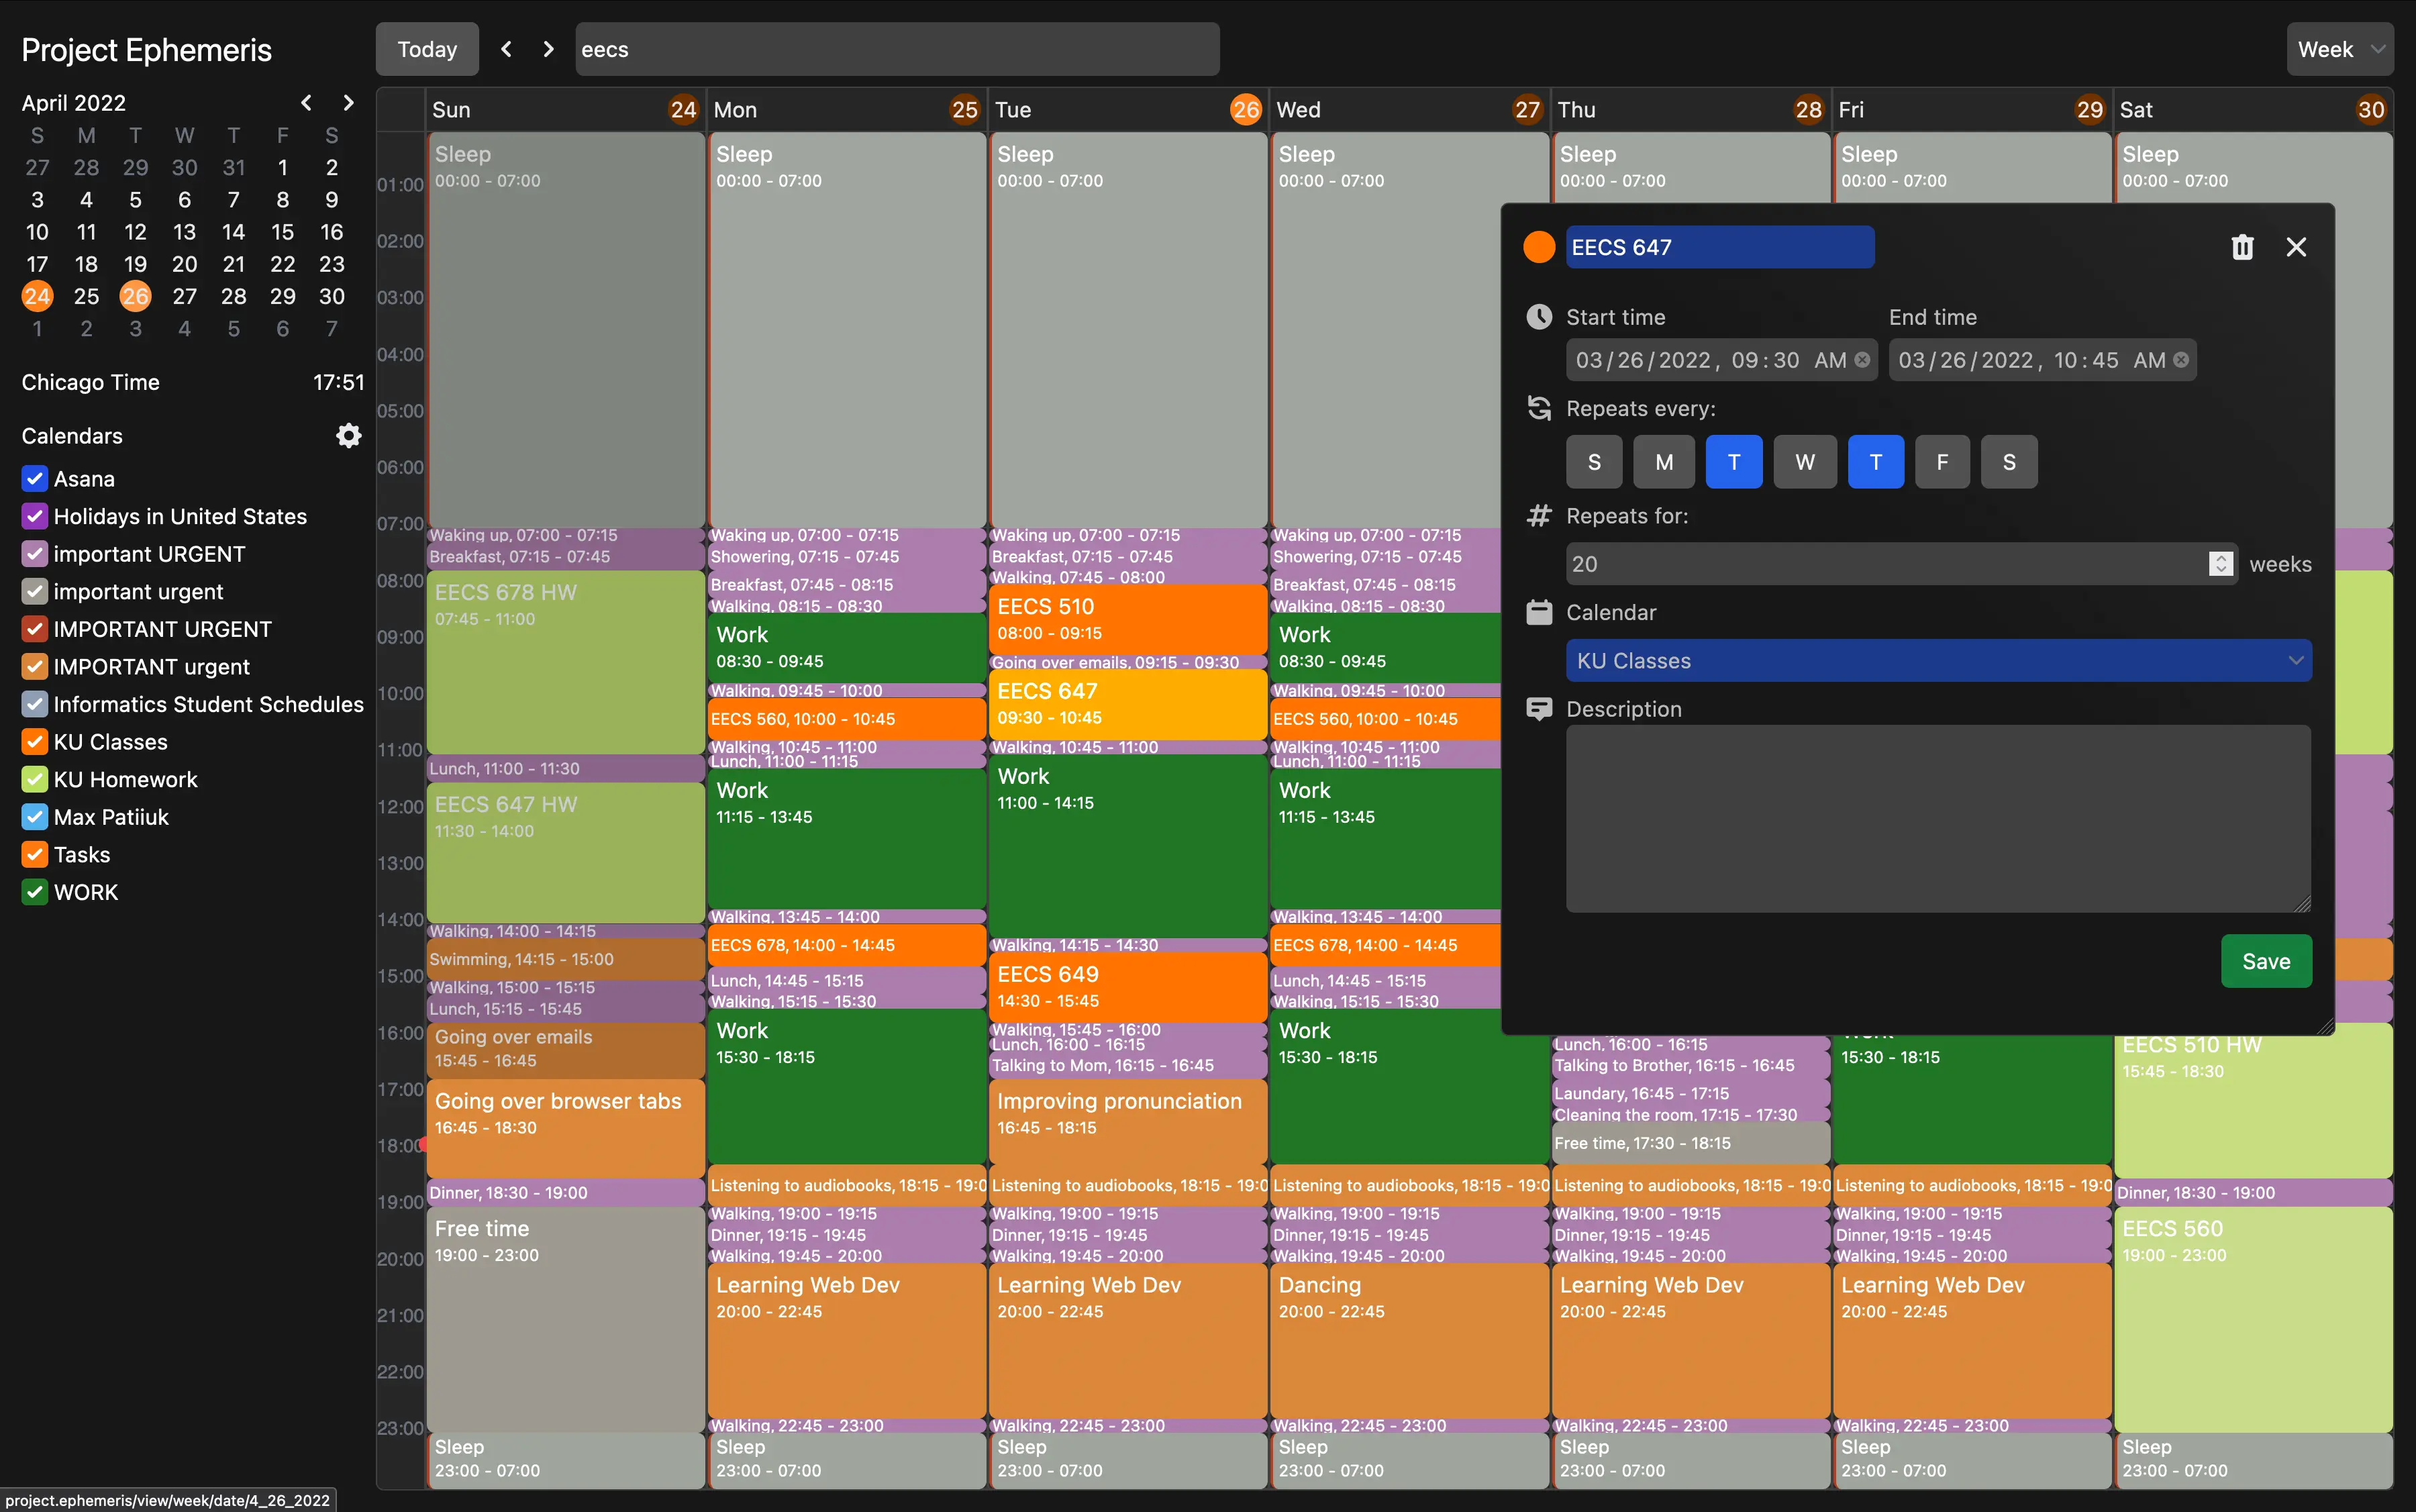 Project Ephemeris
Today
eecs
Week
April 2022
S M T W T F S
27 28 29 30 31 1 2
3 4 5 6 7 8 9
10 11 12 13 14 15 16
17 18 19 20 21 22 23
24 25 26 27 28 29 30
1 2 3 4 5 6 7
Chicago Time 17:51
Calendars
Asana
Holidays in United States
important URGENT
important urgent
IMPORTANT URGENT
IMPORTANT urgent
Informatics Student Schedules
KU Classes
KU Homework
Max Patiiuk
Tasks
WORK
project.ephemeris/view/week/date/4_26_2022
01:00
02:00
03:00
04:00
05:00
06:00
07:00
08:00
09:00
10:00
11:00
12:00
13:00
14:00
15:00
16:00
17:00
18:00
19:00
20:00
21:00
22:00
23:00
Sun 24
Sleep
00:00 - 07:00
Waking up, 07:00 - 07:15
Breakfast, 07:15 - 07:45
EECS 678 HW
07:45 - 11:00
Lunch, 11:00 - 11:30
EECS 647 HW
11:30 - 14:00
Walking, 14:00 - 14:15
Swimming, 14:15 - 15:00
Walking, 15:00 - 15:15
Lunch, 15:15 - 15:45
Going over emails
15:45 - 16:45
Going over browser tabs
16:45 - 18:30
Dinner, 18:30 - 19:00
Free time
19:00 - 23:00
Sleep
23:00 - 07:00
Mon 25
Sleep
00:00 - 07:00
Waking up, 07:00 - 07:15
Showering, 07:15 - 07:45
Breakfast, 07:45 - 08:15
Walking, 08:15 - 08:30
Work
08:30 - 09:45
Walking, 09:45 - 10:00
EECS 560, 10:00 - 10:45
Walking, 10:45 - 11:00
Lunch, 11:00 - 11:15
Work
11:15 - 13:45
Walking, 13:45 - 14:00
EECS 678, 14:00 - 14:45
Lunch, 14:45 - 15:15
Walking, 15:15 - 15:30
Work
15:30 - 18:15
Listening to audiobooks, 18:15 - 19:0
Walking, 19:00 - 19:15
Dinner, 19:15 - 19:45
Walking, 19:45 - 20:00
Learning Web Dev
20:00 - 22:45
Walking, 22:45 - 23:00
Sleep
23:00 - 07:00
Tue 26
Sleep
00:00 - 07:00
Waking up, 07:00 - 07:15
Breakfast, 07:15 - 07:45
Walking, 07:45 - 08:00
EECS 510
08:00 - 09:15
Going over emails, 09:15 - 09:30
EECS 647
09:30 - 10:45
Walking, 10:45 - 11:00
Work
11:00 - 14:15
Walking, 14:15 - 14:30
EECS 649
14:30 - 15:45
Walking, 15:45 - 16:00
Lunch, 16:00 - 16:15
Talking to Mom, 16:15 - 16:45
Improving pronunciation
16:45 - 18:15
Listening to audiobooks, 18:15 - 19:0
Walking, 19:00 - 19:15
Dinner, 19:15 - 19:45
Walking, 19:45 - 20:00
Learning Web Dev
20:00 - 22:45
Walking, 22:45 - 23:00
Sleep
23:00 - 07:00
Wed 27
Sleep
00:00 - 07:00
Waking up, 07:00 - 07:15
Showering, 07:15 - 07:45
Breakfast, 07:45 - 08:15
Walking, 08:15 - 08:30
Work
08:30 - 09:45
Walking, 09:45 - 10:00
EECS 560, 10:00 - 10:45
Walking, 10:45 - 11:00
Lunch, 11:00 - 11:15
Work
11:15 - 13:45
Walking, 13:45 - 14:00
EECS 678, 14:00 - 14:45
Lunch, 14:45 - 15:15
Walking, 15:15 - 15:30
Work
15:30 - 18:15
Listening to audiobooks, 18:15 - 19:0
Walking, 19:00 - 19:15
Dinner, 19:15 - 19:45
Walking, 19:45 - 20:00
Dancing
20:00 - 22:45
Walking, 22:45 - 23:00
Sleep
23:00 - 07:00
Thu 28
Sleep
00:00 - 07:00
Lunch, 16:00 - 16:15
Talking to Brother, 16:15 - 16:45
Laundary, 16:45 - 17:15
Cleaning the room, 17:15 - 17:30
Free time, 17:30 - 18:15
Listening to audiobooks, 18:15 - 19:0
Walking, 19:00 - 19:15
Dinner, 19:15 - 19:45
Walking, 19:45 - 20:00
Learning Web Dev
20:00 - 22:45
Walking, 22:45 - 23:00
Sleep
23:00 - 07:00
Fri 29
Sleep
00:00 - 07:00
15:30 - 18:15
Listening to audiobooks, 18:15 - 19:0
Walking, 19:00 - 19:15
Dinner, 19:15 - 19:45
Walking, 19:45 - 20:00
Learning Web Dev
20:00 - 22:45
Walking, 22:45 - 23:00
Sleep
23:00 - 07:00
Sat 30
Sleep
00:00 - 07:00
EECS 510 HW
15:45 - 18:30
Dinner, 18:30 - 19:00
EECS 560
19:00 - 23:00
Sleep
23:00 - 07:00
EECS 647
Start time End time
03/26/2022, 09:30 AM 03/26/2022, 10:45 AM
Repeats every:
S M T W T F S
Repeats for:
20 weeks
Calendar
KU Classes
Description
Save